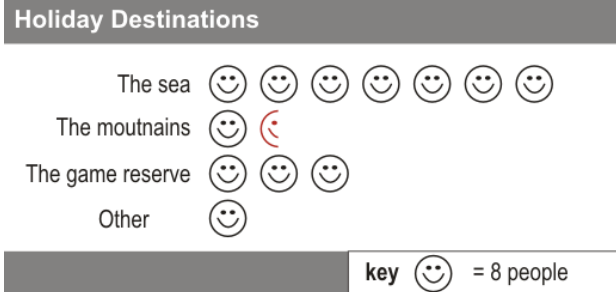 Holiday Destinations
The sea
The moutnains
The game reserve
Other
key = 8 people